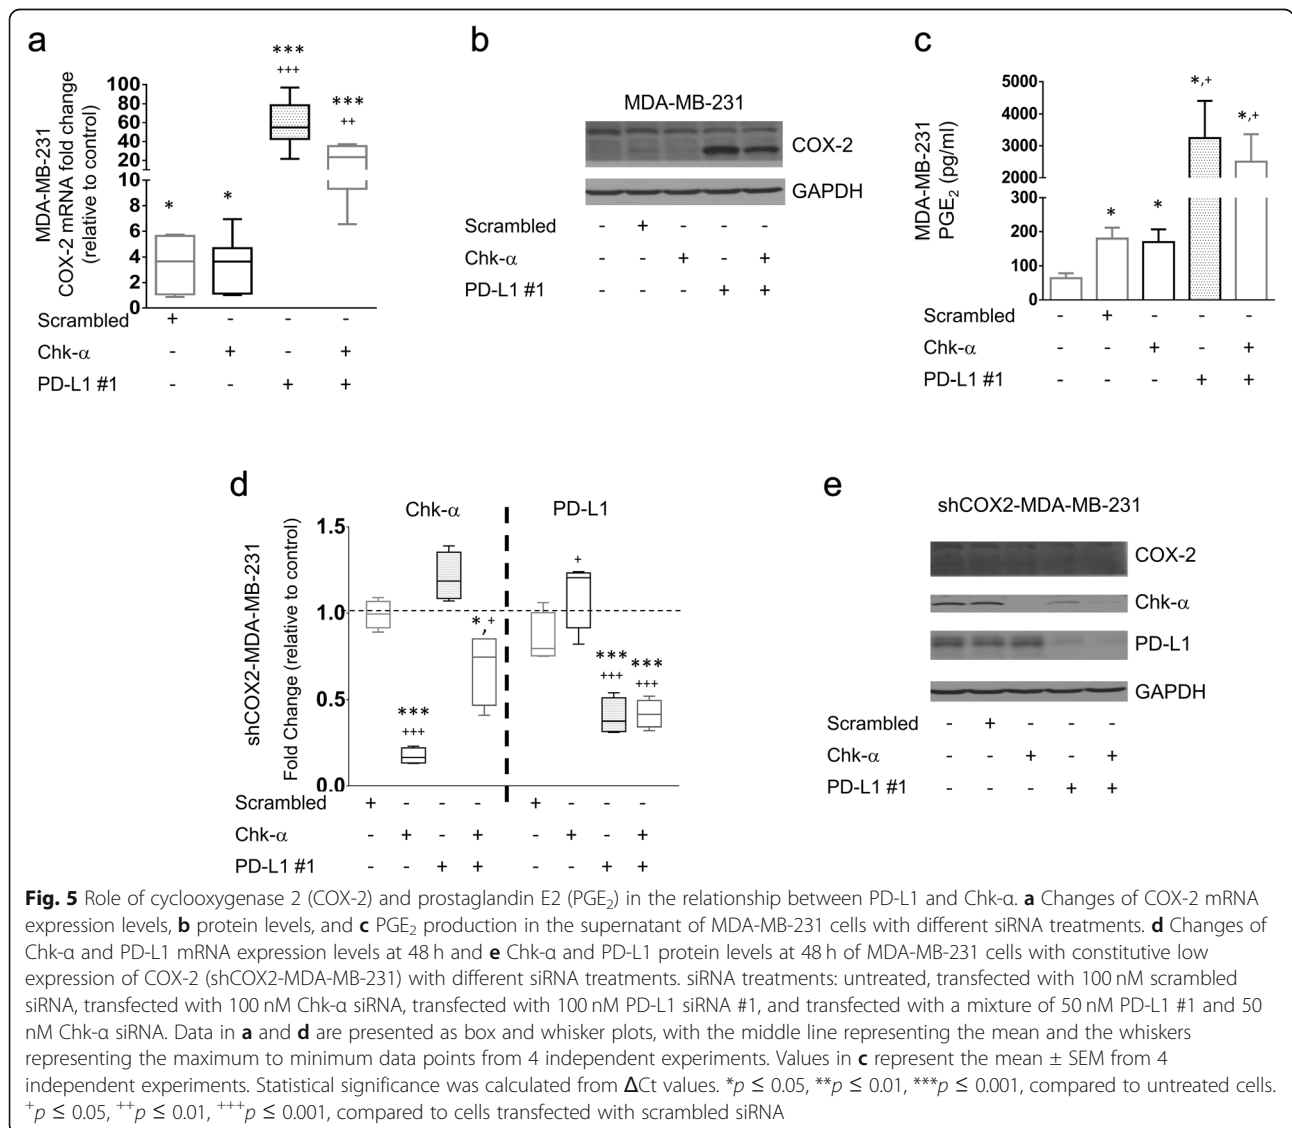 a
***
+++
***
++
*
*
MDA-MB-231
COX-2 mRNA fold change
(relative to control)
100
80
60
40
20
10
8
6
4
2
0
Scrambled + - - -
Chk-α - + - +
PD-L1 #1 - - + +
b
MDA-MB-231
COX-2
GAPDH
Scrambled - + - - -
Chk-α - - + - +
PD-L1 #1 - - - + +
c
MDA-MB-231
PGE2 (pg/ml)
5000
4000
3000
2000
1000
300
200
100
0
*
*
*,+
*,+
Scrambled - + - - -
Chk-α - - + - +
PD-L1 #1 - - - + +
d
Chk-α
PD-L1
shCOX2-MDA-MB-231
Fold Change (relative to control)
1.5
1.0
0.5
0.0
***
+++
*,+
+
***
+++
***
+++
Scrambled + - - - + - - -
Chk-α - + - + - + - +
PD-L1 #1 - - + + - - + +
e
shCOX2-MDA-MB-231
COX-2
Chk-α
PD-L1
GAPDH
Scrambled - + - - -
Chk-α - - + - +
PD-L1 #1 - - - + +
Fig. 5 Role of cyclooxygenase 2 (COX-2) and prostaglandin E2 (PGE2) in the relationship between PD-L1 and Chk-α. a Changes of COX-2 mRNA
expression levels, b protein levels, and c PGE2 production in the supernatant of MDA-MB-231 cells with different siRNA treatments. d Changes of
Chk-α and PD-L1 mRNA expression levels at 48 h and e Chk-α and PD-L1 protein levels at 48 h of MDA-MB-231 cells with constitutive low
expression of COX-2 (shCOX2-MDA-MB-231) with different siRNA treatments. siRNA treatments: untreated, transfected with 100 nM scrambled
siRNA, transfected with 100 nM Chk-α siRNA, transfected with 100 nM PD-L1 siRNA #1, and transfected with a mixture of 50 nM PD-L1 #1 and 50
nM Chk-α siRNA. Data in a and d are presented as box and whisker plots, with the middle line representing the mean and the whiskers
representing the maximum to minimum data points from 4 independent experiments. Values in c represent the mean ± SEM from 4
independent experiments. Statistical significance was calculated from ΔCt values. *p ≤ 0.05, **p ≤ 0.01, ***p ≤ 0.001, compared to untreated cells.
+p ≤ 0.05, ++p ≤ 0.01, +++p ≤ 0.001, compared to cells transfected with scrambled siRNA